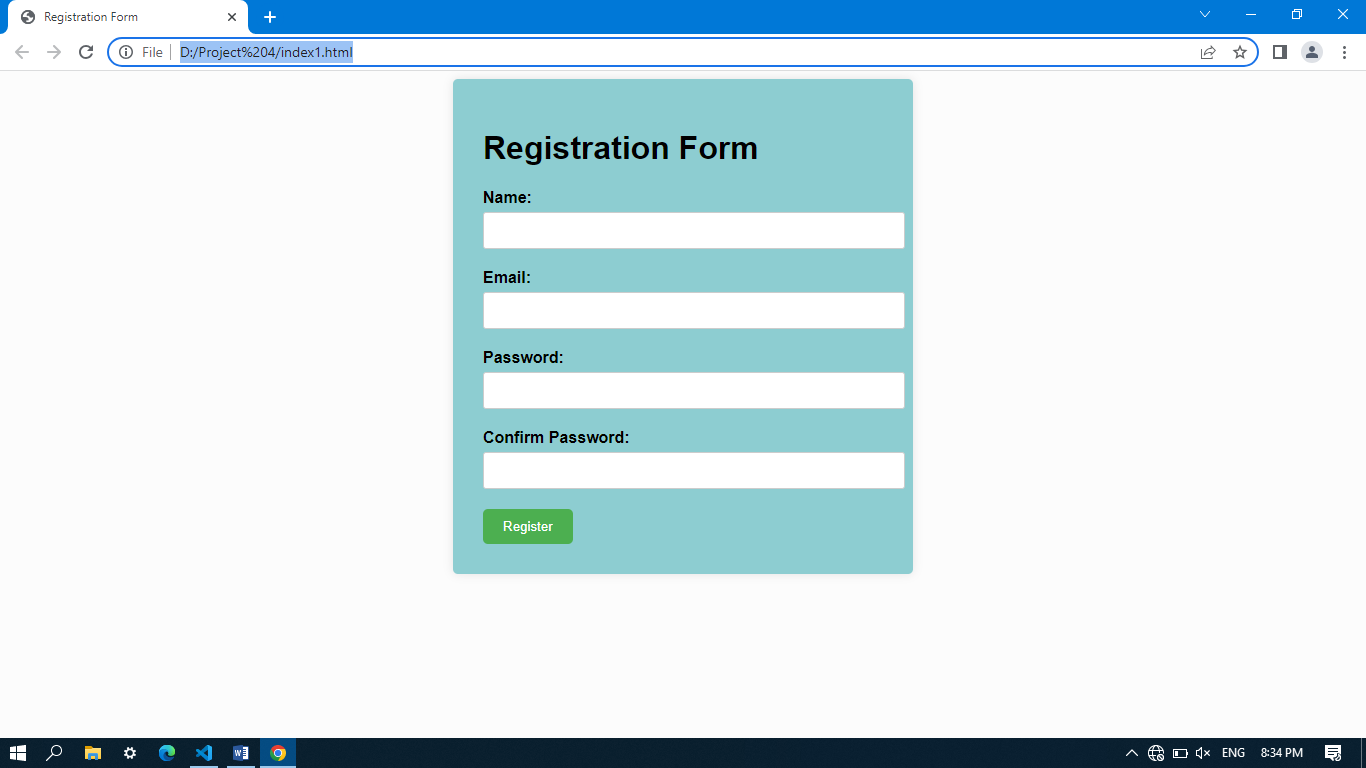 Registration Form
File
D:/Project%204/index1.html
Registration Form
Name:
Email:
Password:
Confirm Password:
Register
ENG
8:34 PM